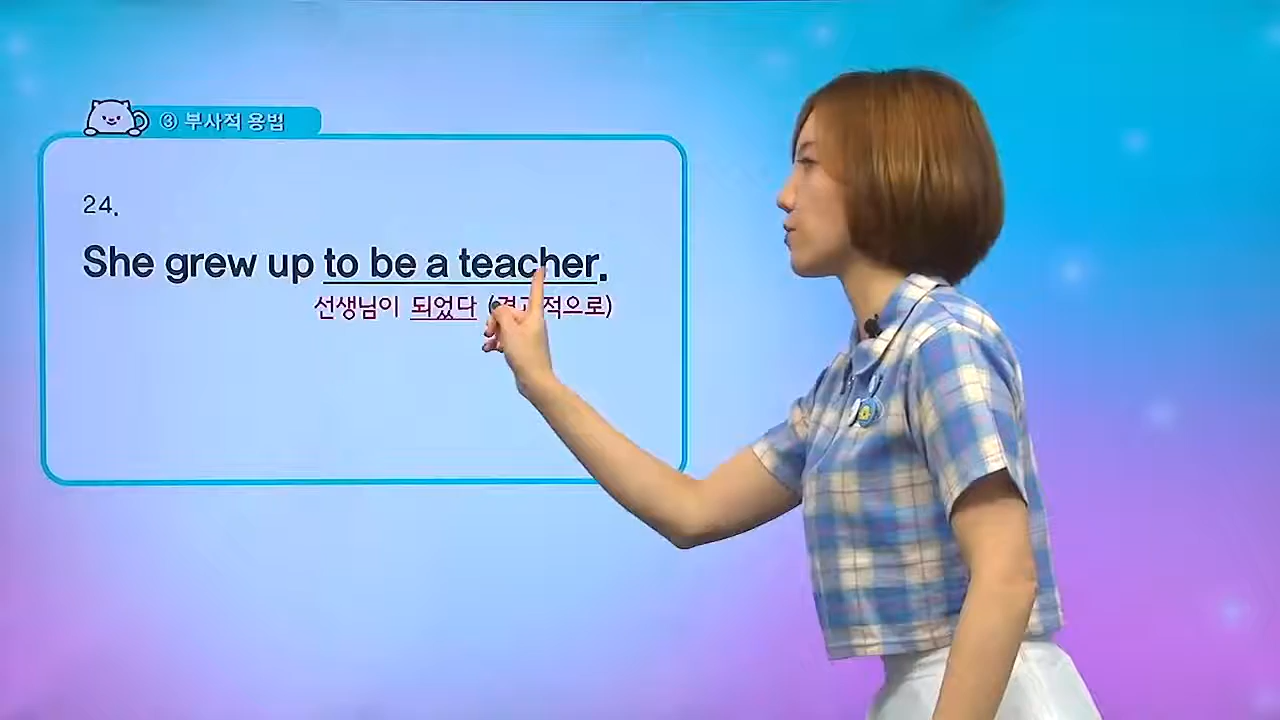 ③ 부사적 용법
24.
She grew up to be a teacher.
선생님이 되었다